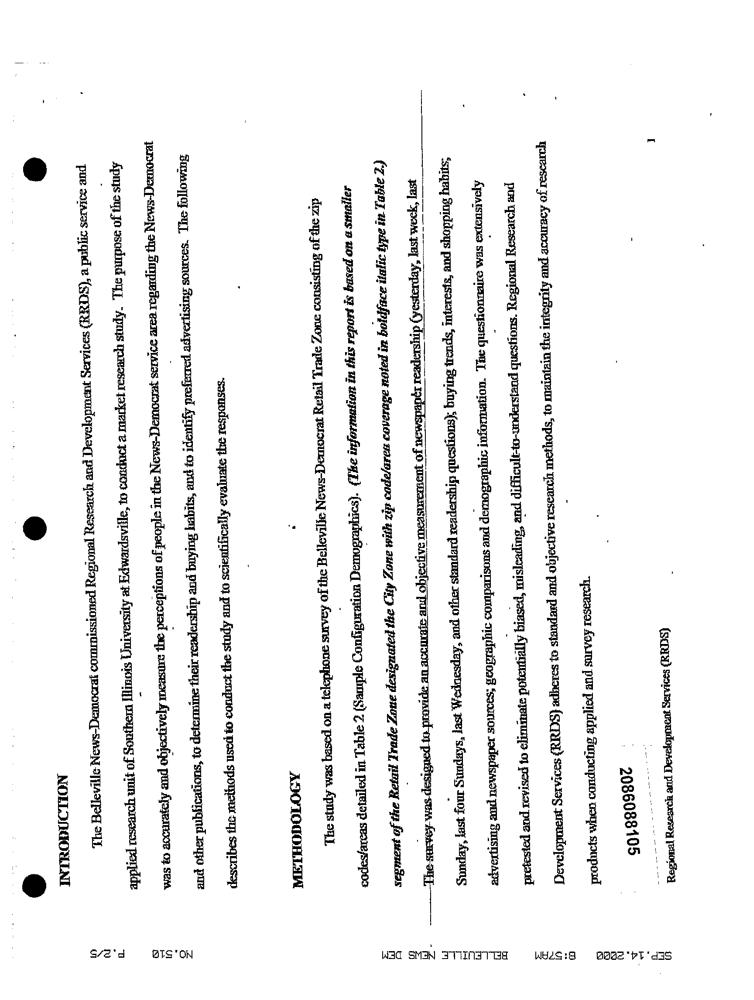 INTRODUCTION
The Belleville News-Democrat commissioned Regional Research and Development Services (RRDS), a public service and
applied research unit of Southern Illinois University at Edwardsville, to conduct a market research study. The purpose of the study
was to accurately and objectively measure the perceptions of people in the News-Democrat service area regarding the News-Democrat
and other publications, to determine their readership and buying habits, and to identify preferred advertising sources. The following
describes the methods used to conduct the study and to scientifically evaluate the responses.
METHODOLOGY
The study was based on a telephone survey of the Belleville News-Democrat Retail Trade Zone consisting of the zip
codes/areas detailed in Table 2 (Sample Configuration Demographics). (The information in this report is based on a smaller
segment of the Retail Trade Zone designated the City Zone with zip code/area coverage noted in boldface italic type in Table 2.)
The survey was designed to provide an accurate and objective measurement of newspaper readership (yesterday, last week, last
Sunday, last four Sundays, last Wednesday, and other standard readership questions); buying trends, interests, and shopping habits;
advertising and newspaper sources; geographic comparisons and demographic information. The questionnaire was extensively
pretested and revised to eliminate potentially biased, misleading, and difficult-to-understand questions. Regional Research and
Development Services (RRDS) adheres to standard and objective research methods, to maintain the integrity and accuracy of research
products when conducting applied and survey research.
2086088105
Regional Research and Development Services (RRDS)
1
SEP.14.2000 8:57AM BELLEVILLE NEWS DEM NO.510 P.2/5